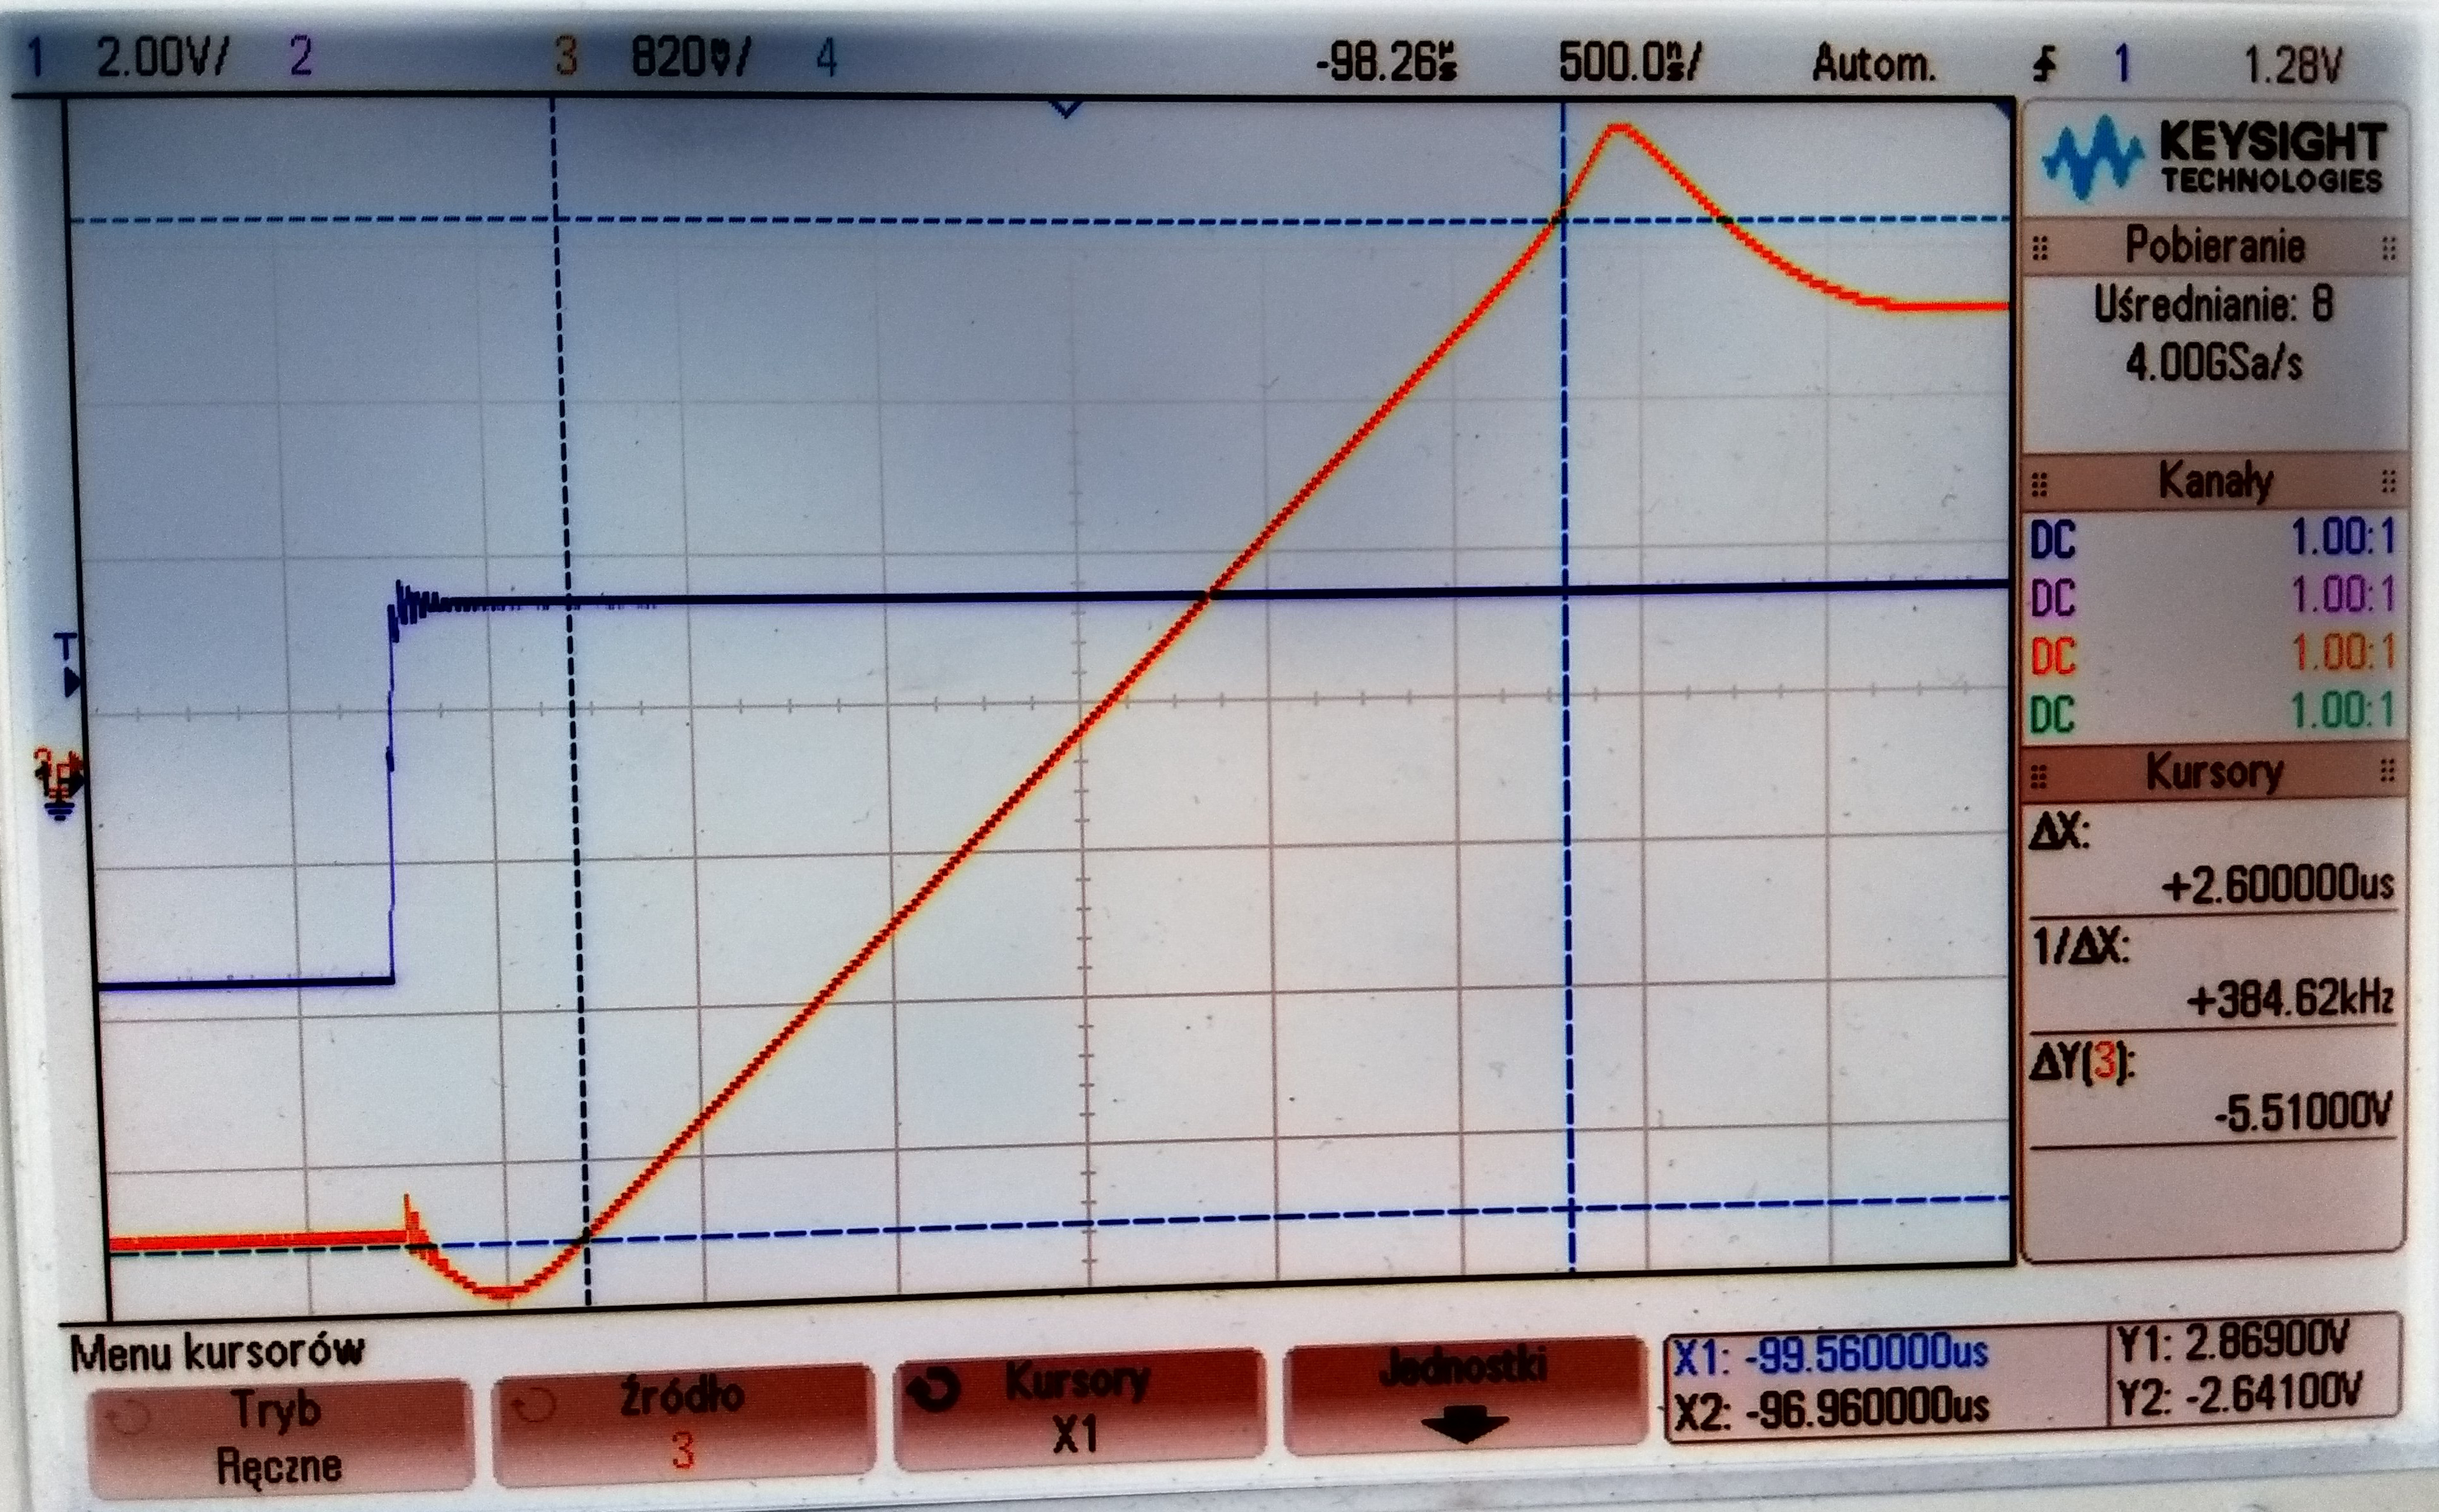 1 2.00V/ 2 3 820mV/ 4 -98.26µs 500.0ns/ Autom. 1 1.28V
KEYSIGHT
TECHNOLOGIES
Pobieranie
Uśrednianie: 8
4.00GSa/s
Kanały
DC 1.00:1
DC 1.00:1
DC 1.00:1
DC 1.00:1
T
Kursory
ΔX:
+2.600000us
1/ΔX:
+384.62kHz
ΔY(3):
-5.51000V
Menu kursorów
Tryb
Ręczne
Źródło
3
Kursory
X1
Jednostki
X1: -99.560000us
X2: -96.960000us
Y1: 2.86900V
Y2: -2.64100V